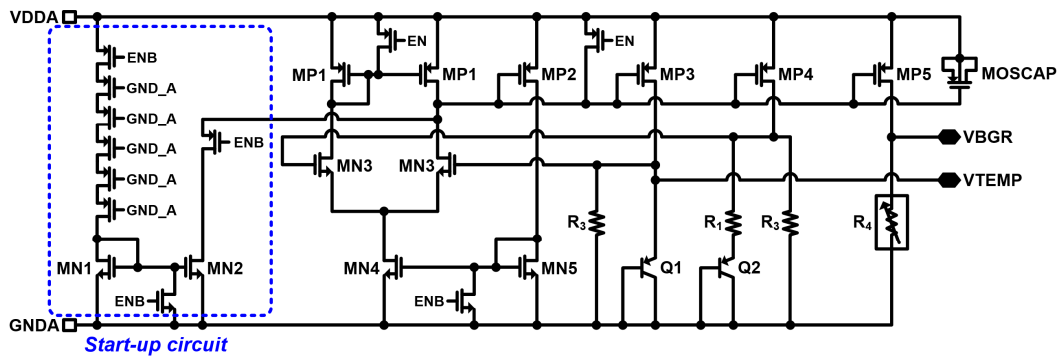 VDDA
ENB
GND_A
GND_A
GND_A
GND_A
GND_A
ENB
MN1
MN2
ENB
GNDA
Start-up circuit
EN
EN
MP1
MP1
MP2
MP3
MP4
MP5
MOSCAP
MN3
MN3
VBGR
VTEMP
R3
R1
R3
R4
MN4
MN5
ENB
Q1
Q2